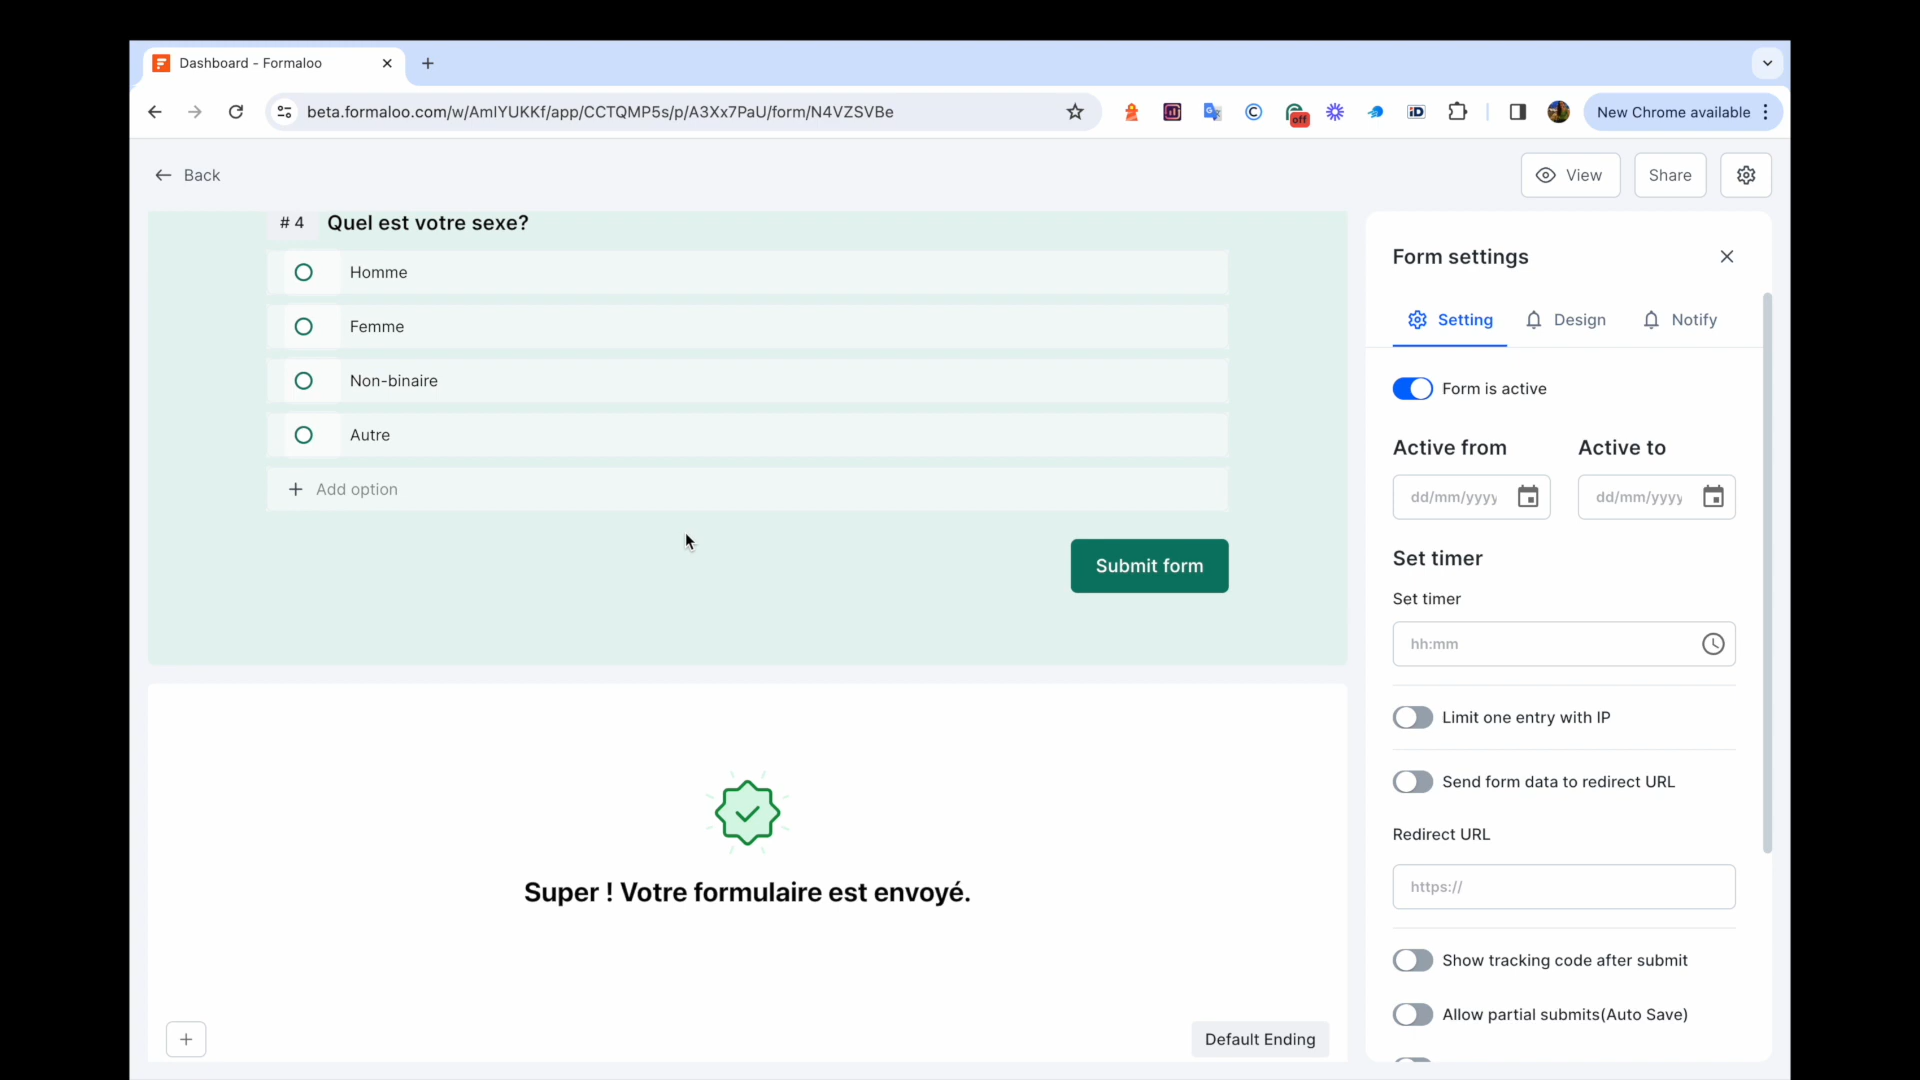 Dashboard - Formaloo
beta.formaloo.com/w/AmIYUKKf/app/CCTQMP5s/p/A3Xx7PaU/form/N4VZSVBe
off
iD
New Chrome available
Back
View
Share
# 4 Quel est votre sexe?
Homme
Femme
Non-binaire
Autre
Add option
Submit form
Super ! Votre formulaire est envoyé.
Default Ending
Form settings
Setting
Design
Notify
Form is active
Active from
Active to
dd/mm/yyyy
dd/mm/yyyy
Set timer
Set timer
hh:mm
Limit one entry with IP
Send form data to redirect URL
Redirect URL
https://
Show tracking code after submit
Allow partial submits(Auto Save)